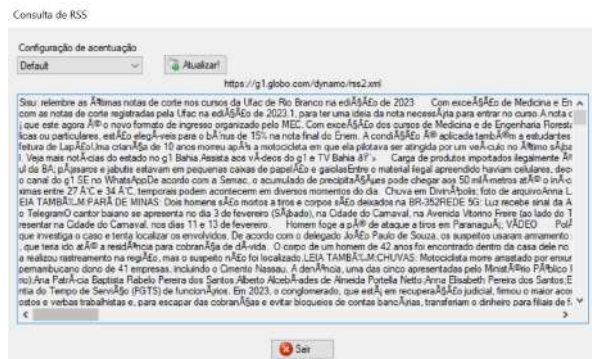 Consulta de RSS
Configuração de acentuação
Default
Atualizar!
https://g1.globo.com/dynamo/rss2.xml
Sisu: relembre as Ãºltimas notas de corte nos cursos da Ufac de Rio Branco na ediÃ§Ã£o de 2023 Com exceÃ§Ã£o de Medicina e En
com as notas de corte registradas pela Ufac na ediÃ§Ã£o de 2023.1, para ter uma ideia da nota necessÃ¡ria para entrar no curso.A nota c
¡ que este agora Ã© o novo formato de ingresso organizado pelo MEC. Com exceÃ§Ã£o dos cursos de Medicina e de Engenharia Floresta
licas ou particulares, estÃ£o elegÃ­veis para o bÃ´nus de 15% na nota final do Enem. A condiÃ§Ã£o Ã© aplicada tambÃ©m a estudantes
feitura de LapÃ£oUma crianÃ§a de 10 anos morreu apÃ³s a motocicleta em que ela pilotava ser atingida por um veÃ­culo no Ãºltimo sÃ¡ba
l. Veja mais notÃ­cias do estado no g1 Bahia.Assista aos vÃ­deos do g1 e TV Bahia Carga de produtos importados ilegalmente Ã©
ul da BA; pÃ¡ssaros e jabutis estavam em pequenas caixas de papelÃ£o e gaiolasEntre o material ilegal apreendido haviam celulares, deco
o canal do g1 SE no WhatsAppDe acordo com a Semac, o acumulado de precipitaÃ§Ãµes pode chegar aos 50 milÃ­metros atÃ© o inÃ­c
ximas entre 27 Â°C e 34 Â°C, temporais podem acontecerem em diversos momentos do dia Chuva em DivinÃ³polis: foto de arquivoAnna L
EIA TAMBÃ‰M:PARÃ DE MINAS: Dois homens sÃ£o mortos a tiros e corpos sÃ£o deixados na BR-352REDE 5G: Luz recebe sinal da Ã
o TelegramO cantor baiano se apresenta no dia 3 de fevereiro (SÃ¡bado), na Cidade do Carnaval, na Avenida Vitorino Freire (ao lado do T
resentar na Cidade do Carnaval, nos dias 11 e 13 de fevereiro. Homem foge a pÃ© de ataque a tiros em ParanaguÃ¡; VÃDEO PolÃ
que investiga o caso e tenta localizar os envolvidos. De acordo com o delegado JoÃ£o Paulo de Souza, os suspeitos usaram armamento
, que teria ido atÃ© a residÃªncia para cobranÃ§a de dÃ­vida. O corpo de um homem de 42 anos foi encontrado dentro da casa dele no
a realizou rastreamento na regiÃ£o, mas o suspeito nÃ£o foi localizado.LEIA TAMBÃ‰M:CHUVAS: Motociclista morre arrastado por enxur
pernambucano dono de 41 empresas, incluindo o Cimento Nassau. A denÃºncia, uma das cinco apresentadas pelo MinistÃ©rio PÃºblico l
rio);Ana PatrÃ­cia Baptista Rabelo Pereira dos Santos;Alberto AlcebÃ­ades de Almeida Portella Netto;Anna Elisabeth Pereira dos Santos;E
ntia do Tempo de ServiÃ§o (FGTS) de funcionÃ¡rios. Em 2023, o conglomerado, que estÃ¡ em recuperaÃ§Ã£o judicial, firmou o maior acor
ostos e verbas trabalhistas e, para escapar das cobranÃ§as e evitar bloqueios de contas bancÃ¡rias, transferiam o dinheiro para filiais de f
Sair